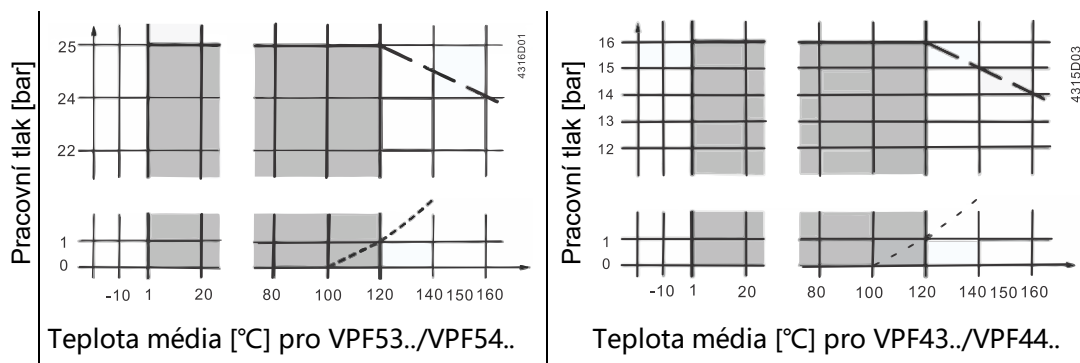 Pracovní tlak [bar]
25
24
22
1
0
-10 1 20 80 100 120 140 150 160
4316D01
Teplota média [°C] pro VPF53../VPF54..
Pracovní tlak [bar]
16
15
14
13
12
1
0
-10 1 20 80 100 120 140 150 160
4315D03
Teplota média [°C] pro VPF43../VPF44..